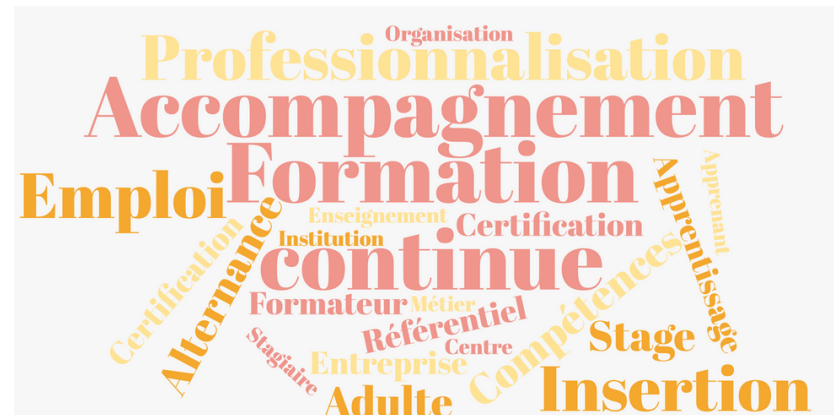 Organisation
Professionnalisation
Accompagnement
Formation
Emploi
Apprentissage
Apprenant
Enseignement
Certification
Institution
continue
Certification
Alternance
Formateur
Métier
Référentiel
Compétences
Centre
Stage
Stagiaire
Entreprise
Insertion
Adulte